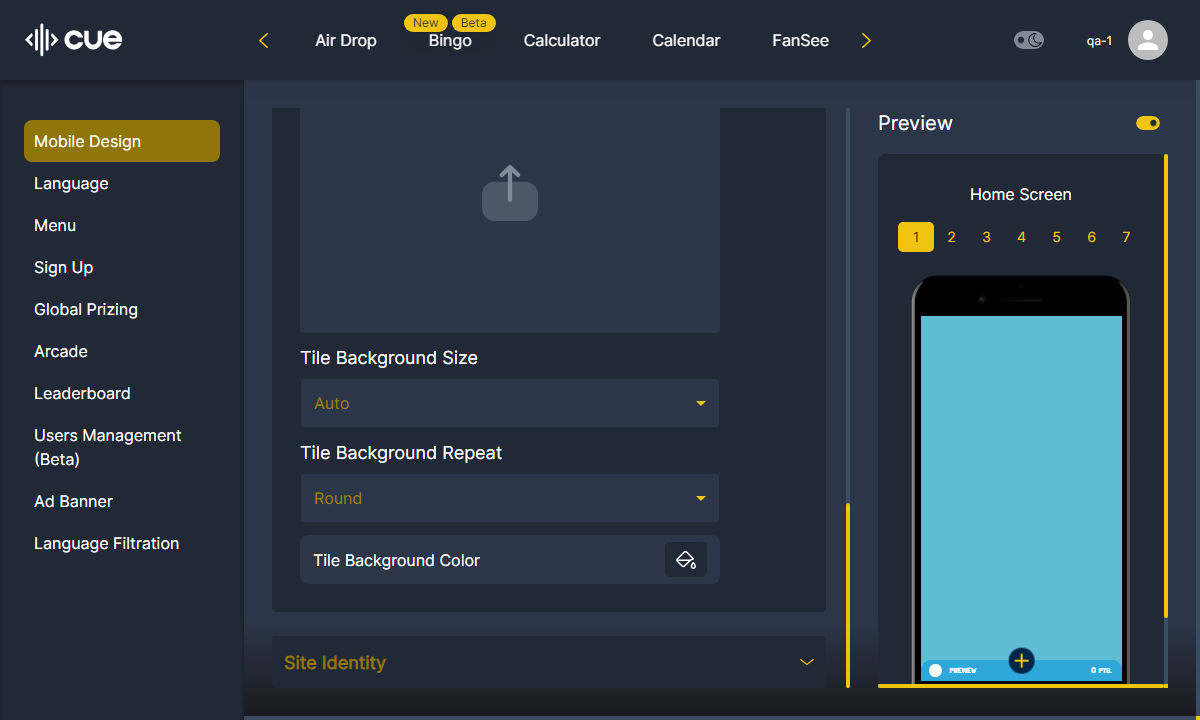 cue
Air Drop
New
Beta
Bingo
Calculator
Calendar
FanSee
qa-1
Mobile Design
Language
Menu
Sign Up
Global Prizing
Arcade
Leaderboard
Users Management
(Beta)
Ad Banner
Language Filtration
Tile Background Size
Auto
Tile Background Repeat
Round
Tile Background Color
Site Identity
Preview
Home Screen
1 2 3 4 5 6 7
PREVIEW
0 PTS.